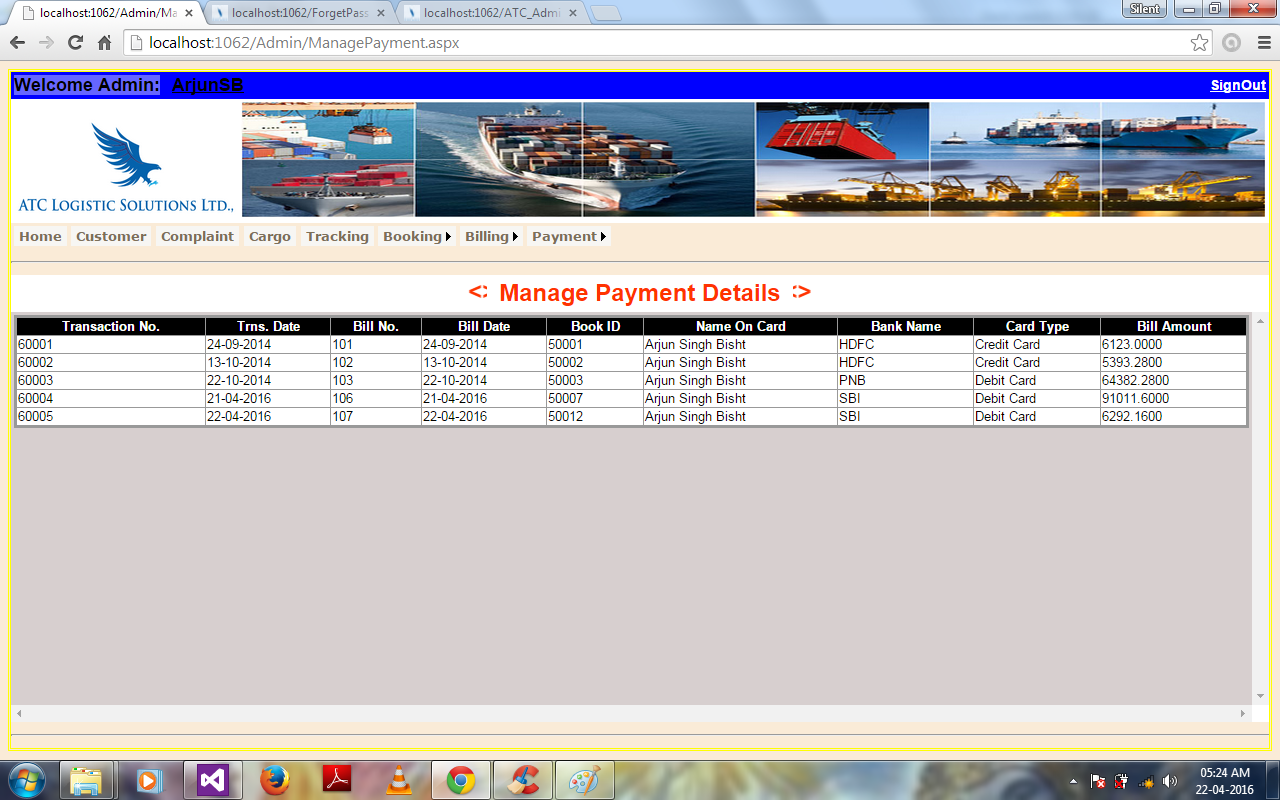 localhost:1062/Admin/Ma localhost:1062/ForgetPass localhost:1062/ATC_Admi Silent
localhost:1062/Admin/ManagePayment.aspx
Welcome Admin: ArjunSB SignOut
ATC LOGISTIC SOLUTIONS LTD.,
Home Customer Complaint Cargo Tracking Booking Billing Payment
<: Manage Payment Details :>
Transaction No. Trns. Date Bill No. Bill Date Book ID Name On Card Bank Name Card Type Bill Amount
60001 24-09-2014 101 24-09-2014 50001 Arjun Singh Bisht HDFC Credit Card 6123.0000
60002 13-10-2014 102 13-10-2014 50002 Arjun Singh Bisht HDFC Credit Card 5393.2800
60003 22-10-2014 103 22-10-2014 50003 Arjun Singh Bisht PNB Debit Card 64382.2800
60004 21-04-2016 106 21-04-2016 50007 Arjun Singh Bisht SBI Debit Card 91011.6000
60005 22-04-2016 107 22-04-2016 50012 Arjun Singh Bisht SBI Debit Card 6292.1600
05:24 AM
22-04-2016